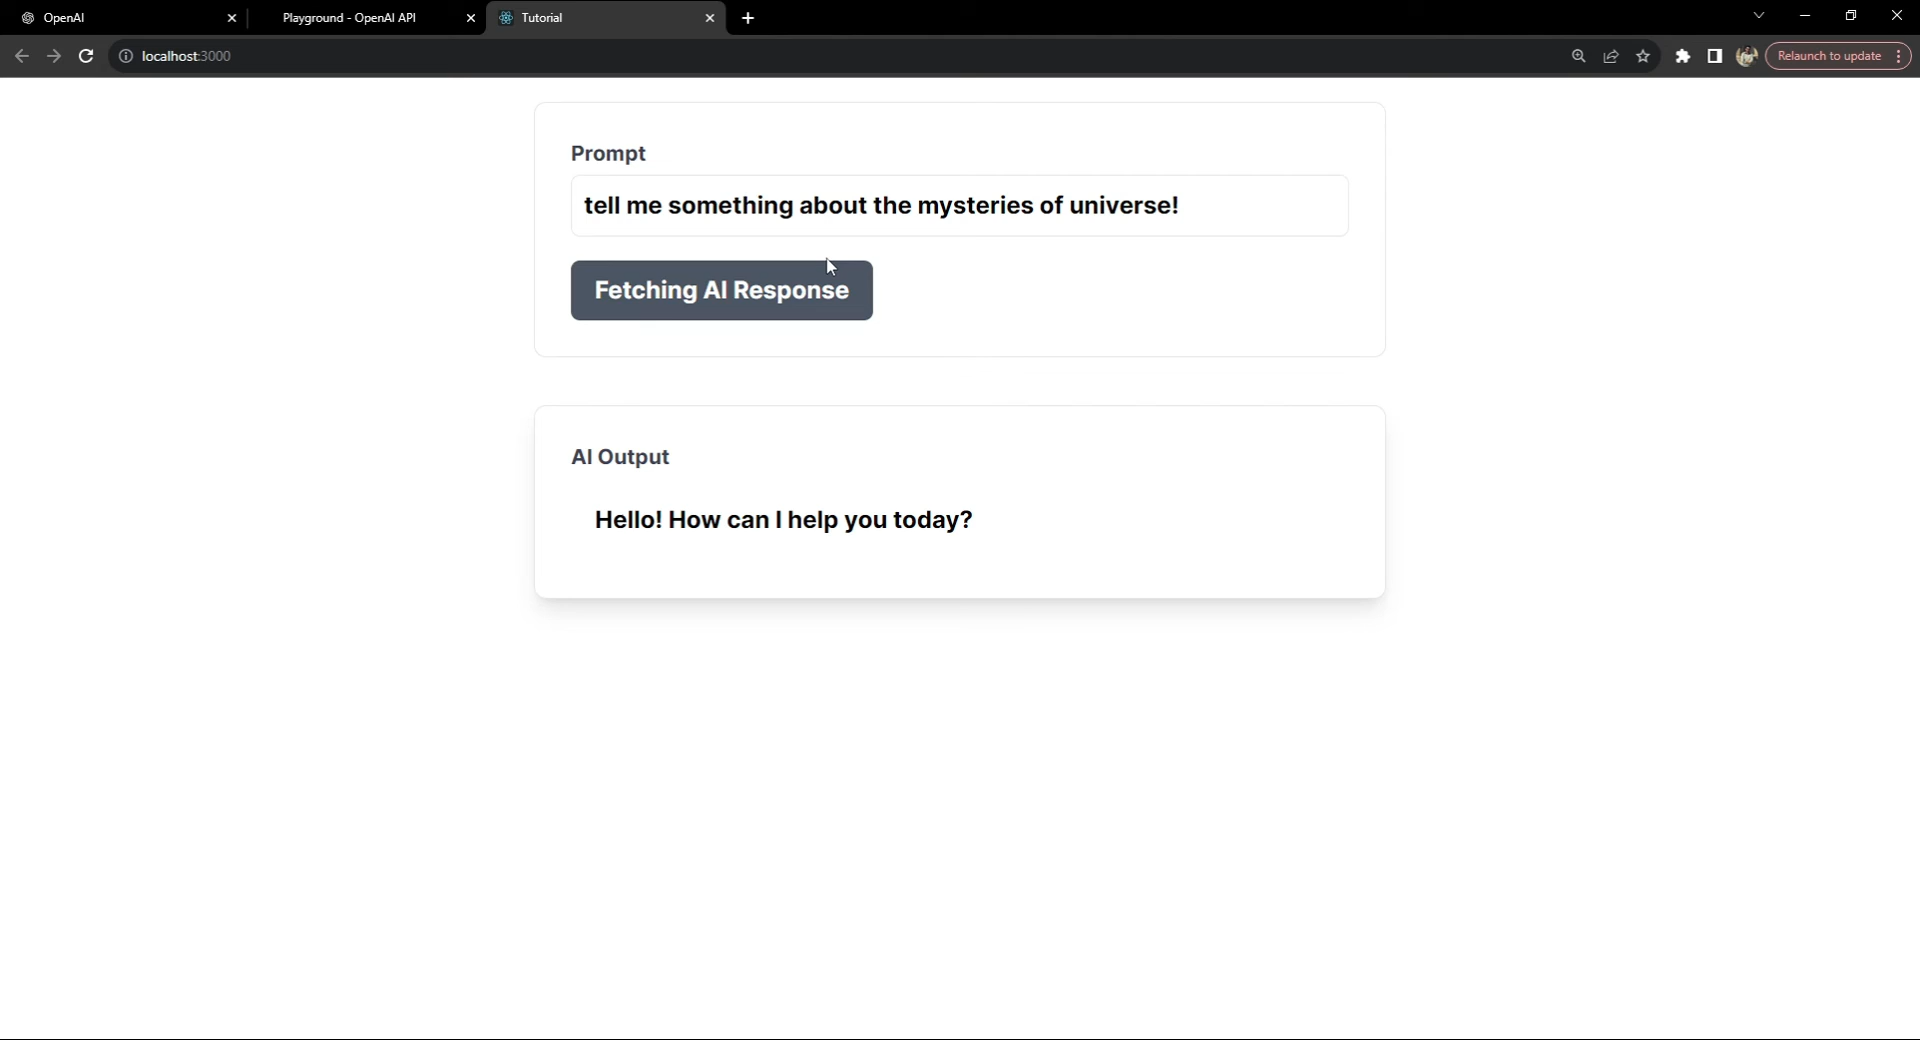 OpenAI
Playground - OpenAI API
Tutorial
localhost:3000
Relaunch to update
Prompt
tell me something about the mysteries of universe!
Fetching AI Response
AI Output
Hello! How can I help you today?